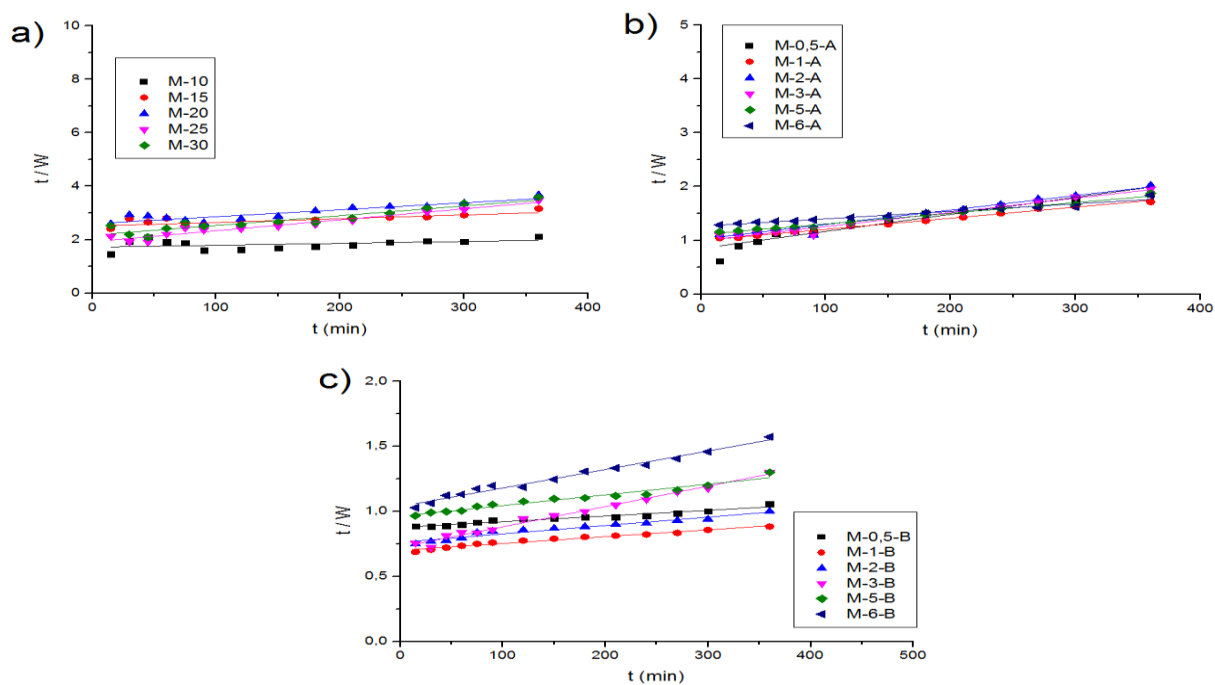 a)
10
8
6
4
2
0
t / W
M-10
M-15
M-20
M-25
M-30
0 100 200 300 400
t (min)
b)
5
4
3
2
1
0
t / W
M-0,5-A
M-1-A
M-2-A
M-3-A
M-5-A
M-6-A
0 100 200 300 400
t (min)
c)
2,0
1,5
1,0
0,5
0,0
t / W
M-0,5-B
M-1-B
M-2-B
M-3-B
M-5-B
M-6-B
0 100 200 300 400 500
t (min)